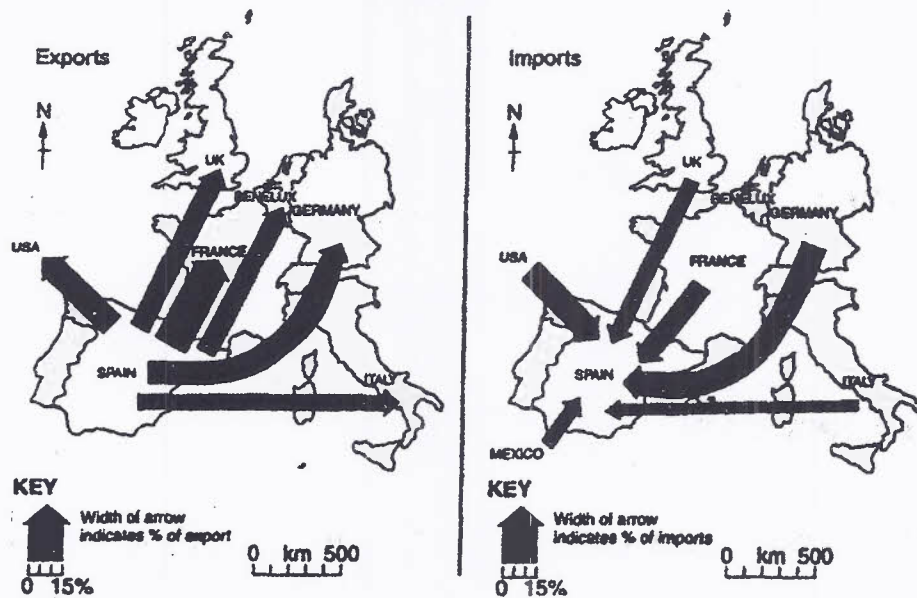 Exports
N
UK
BENELUX
GERMANY
USA
FRANCE
SPAIN
ITALY
KEY
Width of arrow
indicates % of export
0 15%
0 km 500
Imports
N
UK
BENELUX
GERMANY
USA
FRANCE
SPAIN
ITALY
MEXICO
KEY
Width of arrow
indicates % of imports
0 15%
0 km 500